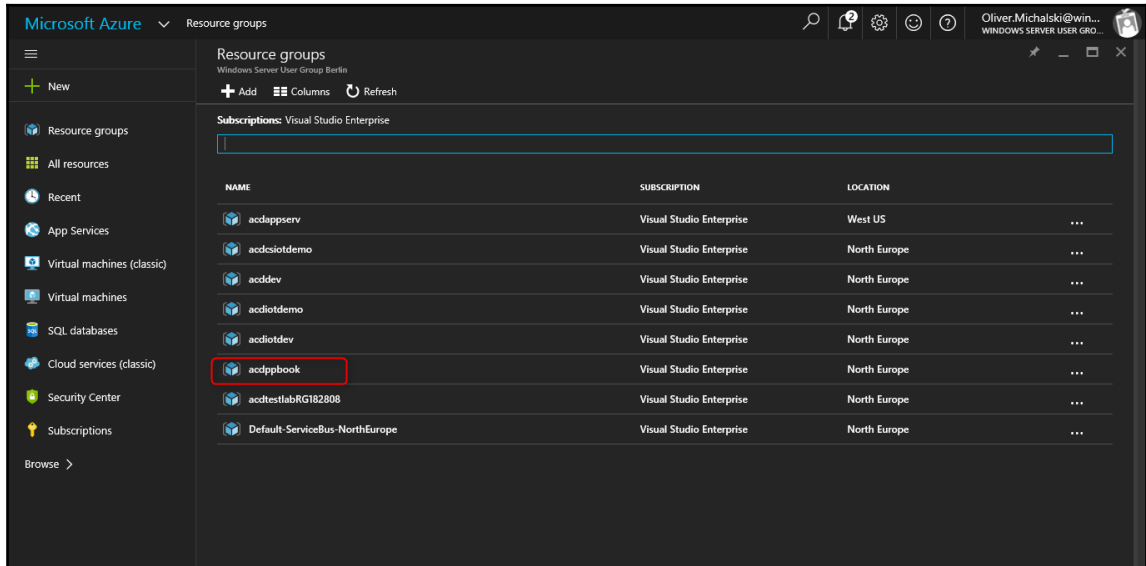 Microsoft Azure Resource groups 2 Oliver.Michalski@win...
WINDOWS SERVER USER GRO...
Resource groups
Windows Server User Group Berlin
New
Add Columns Refresh
Resource groups
All resources
Recent
App Services
Virtual machines (classic)
Virtual machines
SQL databases
Cloud services (classic)
Security Center
Subscriptions
Browse >
Subscriptions: Visual Studio Enterprise
NAME SUBSCRIPTION LOCATION
acdappserv Visual Studio Enterprise West US ...
acdcsiotdemo Visual Studio Enterprise North Europe ...
acddev Visual Studio Enterprise North Europe ...
acdiotdemo Visual Studio Enterprise North Europe ...
acdiotdev Visual Studio Enterprise North Europe ...
acdppbook Visual Studio Enterprise North Europe ...
acdtestlabRG182808 Visual Studio Enterprise North Europe ...
Default-ServiceBus-NorthEurope Visual Studio Enterprise North Europe ...